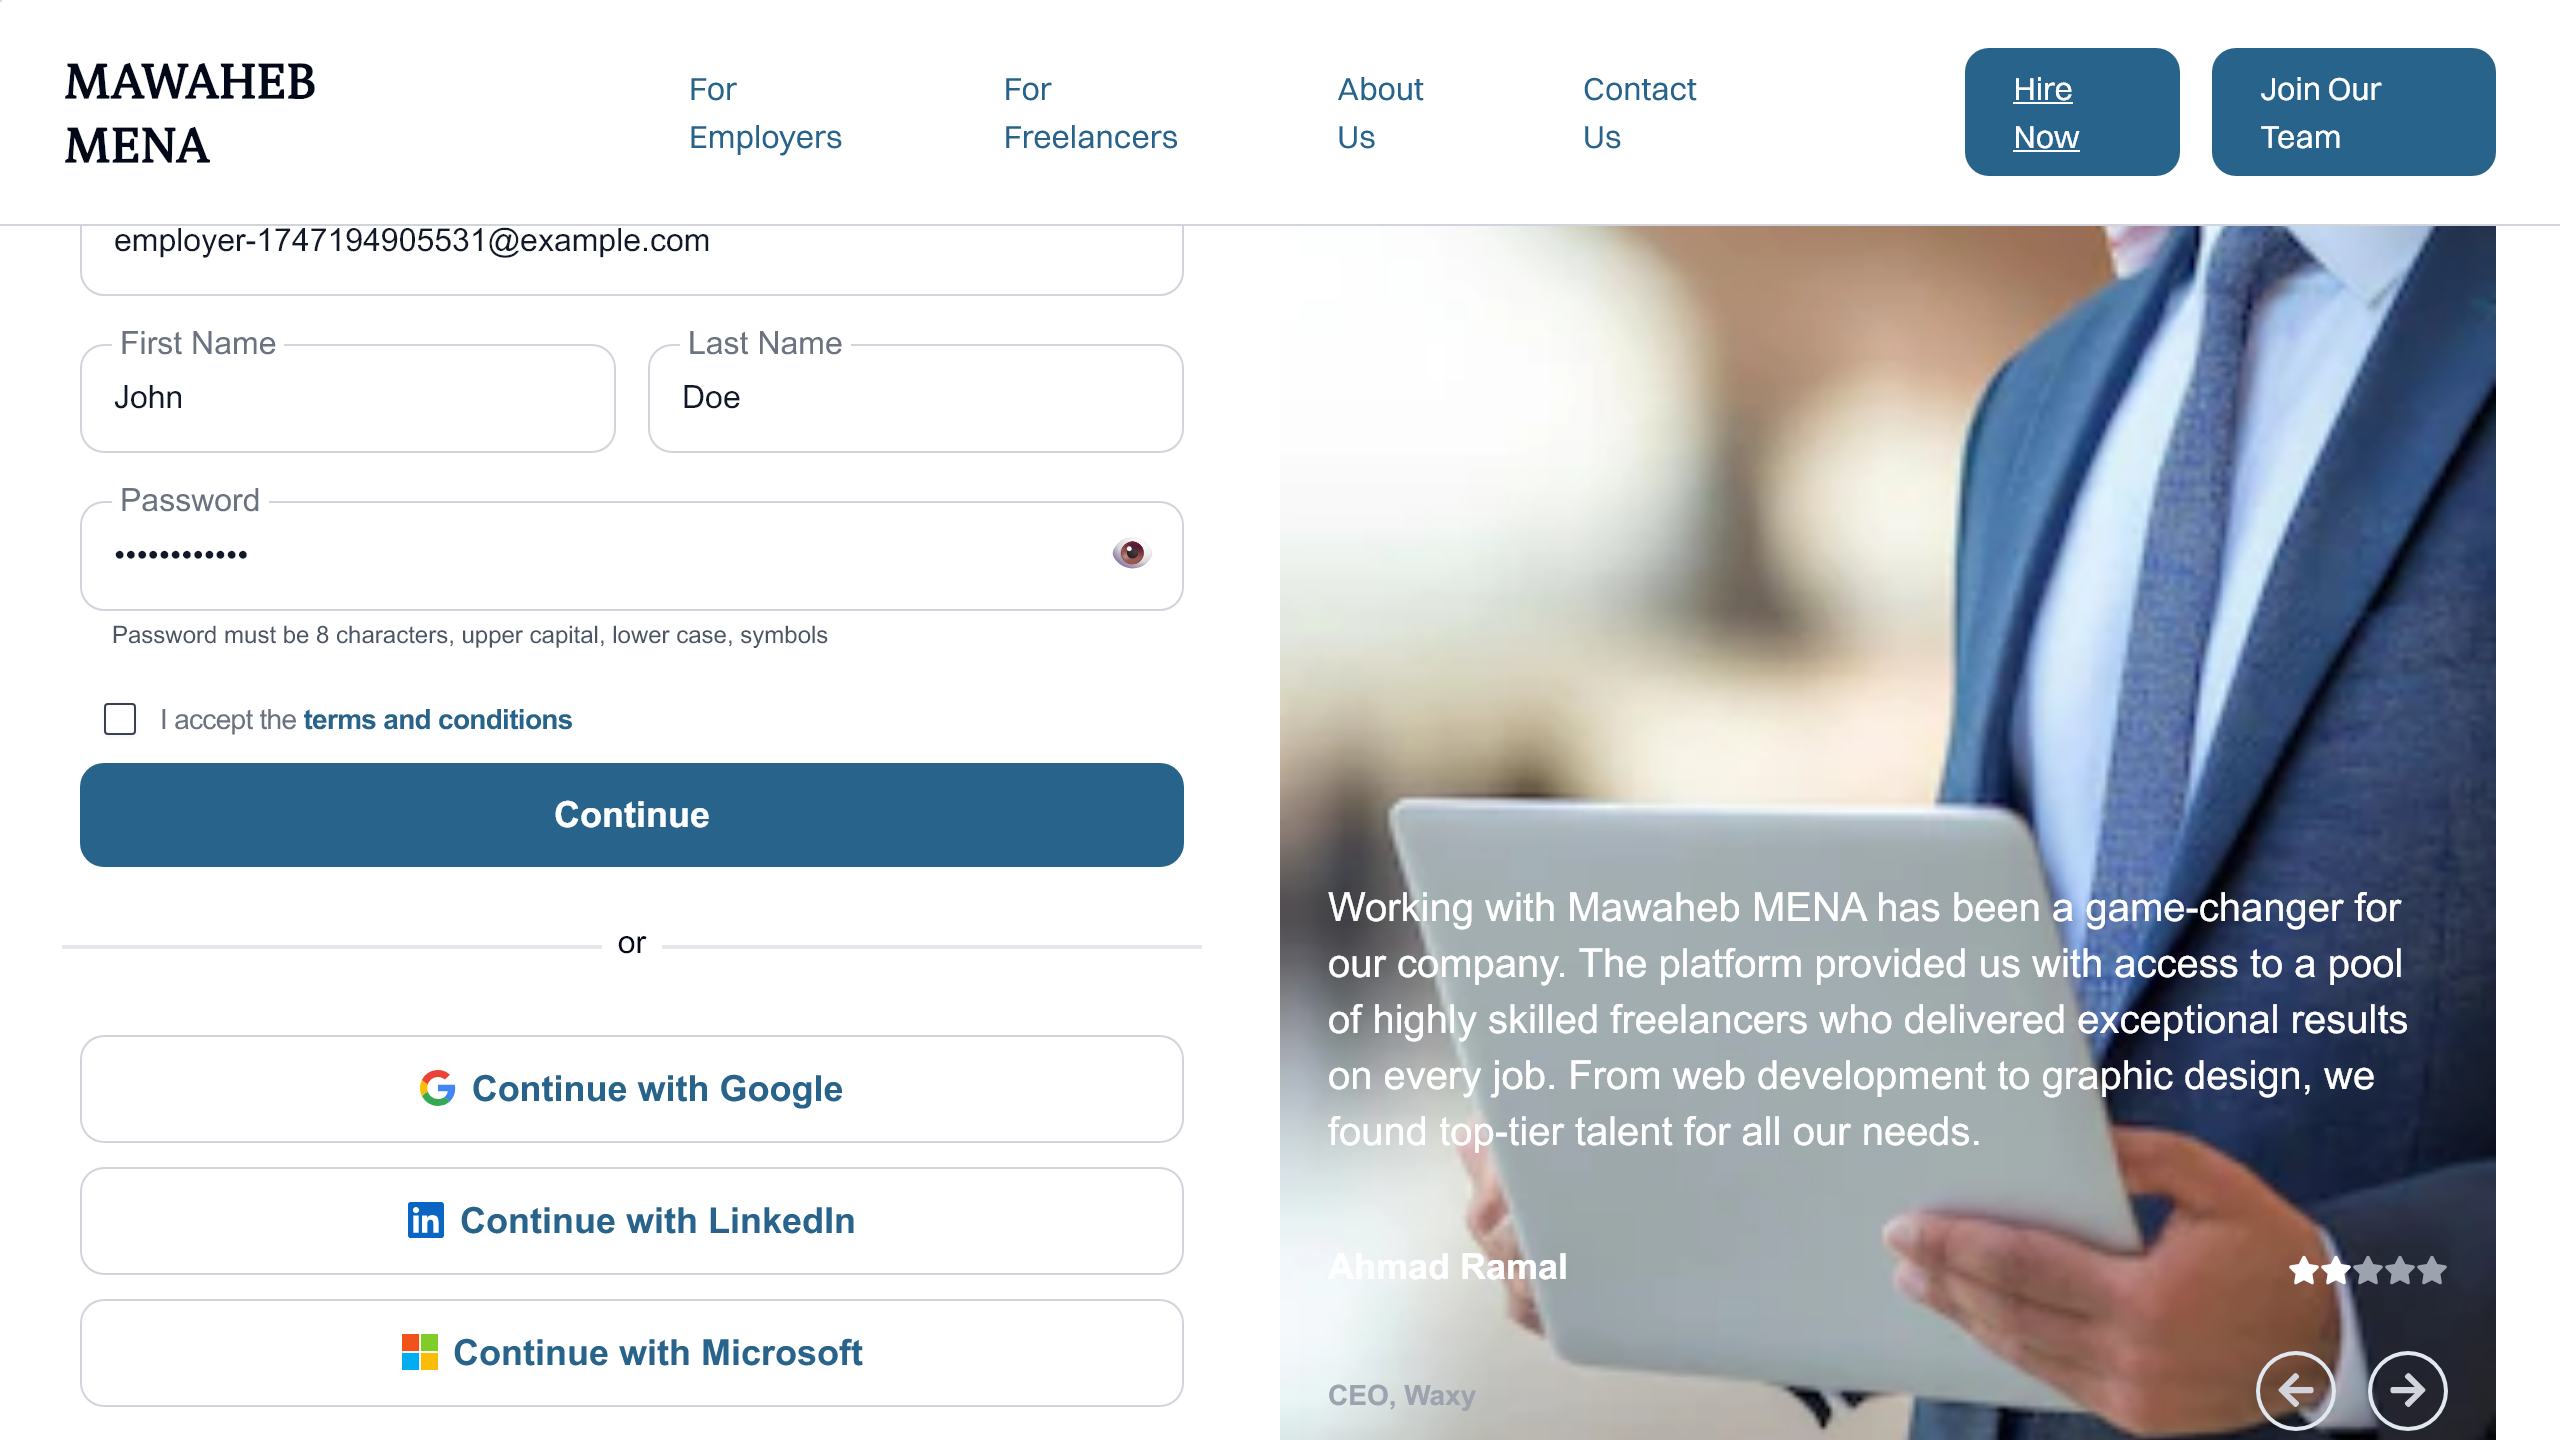 MAWAHEB
MENA
For
Employers
For
Freelancers
About
Us
Contact
Us
Hire
Now
Join Our
Team
employer-1747194905531@example.com
First Name
John
Last Name
Doe
Password
••••••••••••
Password must be 8 characters, upper capital, lower case, symbols
I accept the terms and conditions
Continue
or
Continue with Google
Continue with LinkedIn
Continue with Microsoft
Working with Mawaheb MENA has been a game-changer for
our company. The platform provided us with access to a pool
of highly skilled freelancers who delivered exceptional results
on every job. From web development to graphic design, we
found top-tier talent for all our needs.
Ahmad Ramal
CEO, Waxy